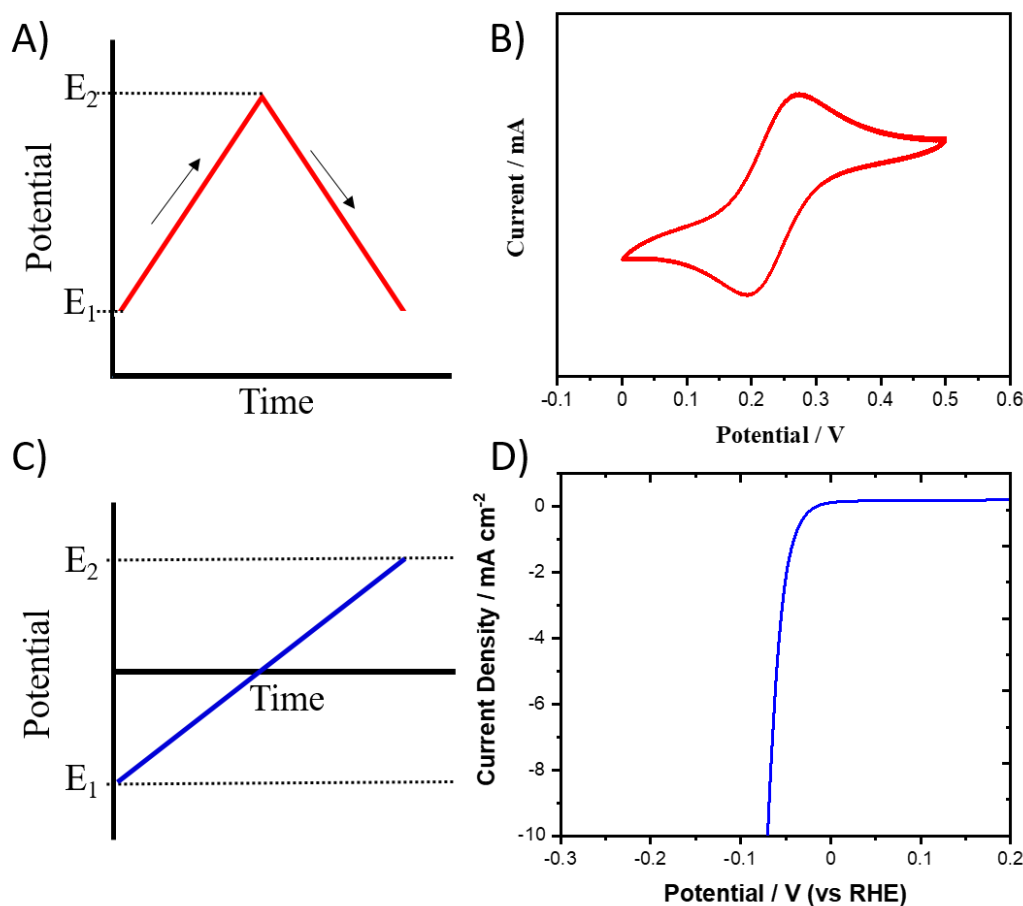 A)
E2
Potential
E1
Time
B)
Current / mA
-0.1 0 0.1 0.2 0.3 0.4 0.5 0.6
Potential / V
C)
E2
Potential
Time
E1
D)
Current Density / mA cm-2
0
-2
-4
-6
-8
-10
-0.3 -0.2 -0.1 0 0.1 0.2
Potential / V (vs RHE)